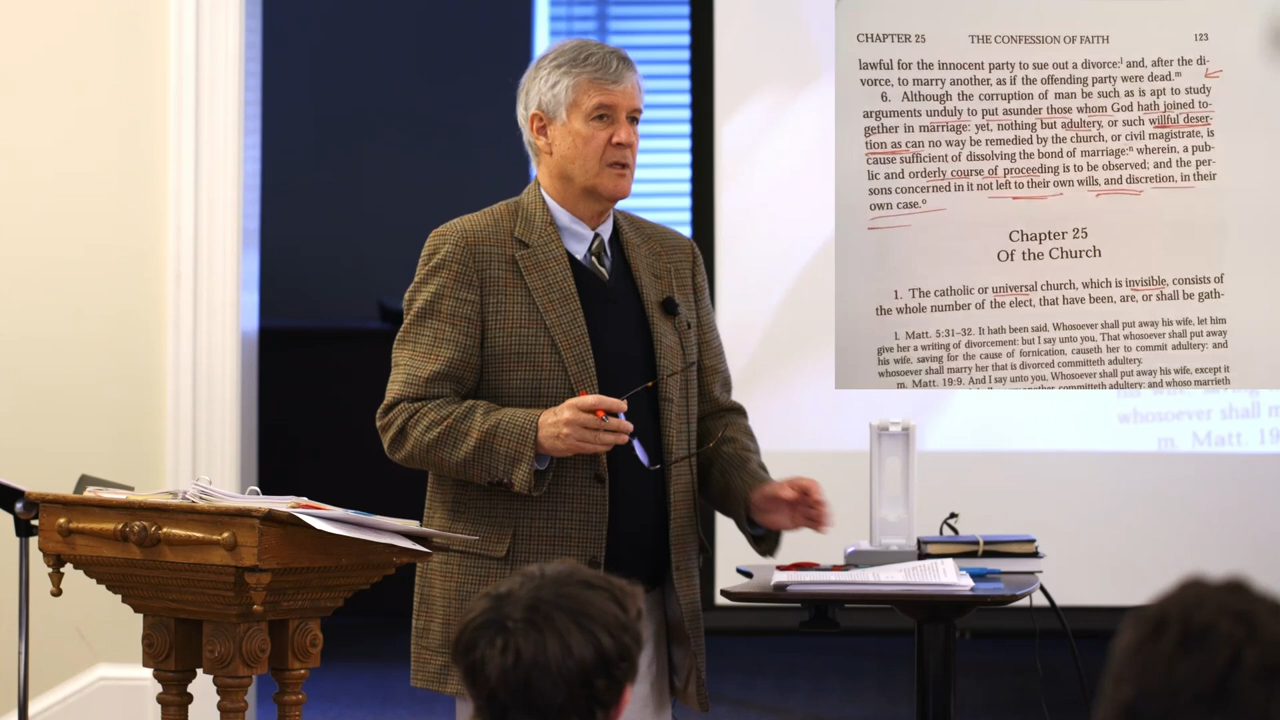 CHAPTER 25 THE CONFESSION OF FAITH 123
lawful for the innocent party to sue out a divorce:l and, after the di-
vorce, to marry another, as if the offending party were dead.m
6. Although the corruption of man be such as is apt to study
arguments unduly to put asunder those whom God hath joined to-
gether in marriage: yet, nothing but adultery, or such willful deser-
tion as can no way be remedied by the church, or civil magistrate, is
cause sufficient of dissolving the bond of marriage:n wherein, a pub-
lic and orderly course of proceeding is to be observed; and the per-
sons concerned in it not left to their own wills, and discretion, in their
own case.o
Chapter 25
Of the Church
1. The catholic or universal church, which is invisible, consists of
the whole number of the elect, that have been, are, or shall be gath-
l. Matt. 5:31–32. It hath been said, Whosoever shall put away his wife, let him
give her a writing of divorcement: but I say unto you, That whosoever shall put away
his wife, saving for the cause of fornication, causeth her to commit adultery: and
whosoever shall marry her that is divorced committeth adultery.
m. Matt. 19:9. And I say unto you, Whosoever shall put away his wife, except it
committeth adultery: and whoso marrieth
whosoever shall m
m. Matt. 19